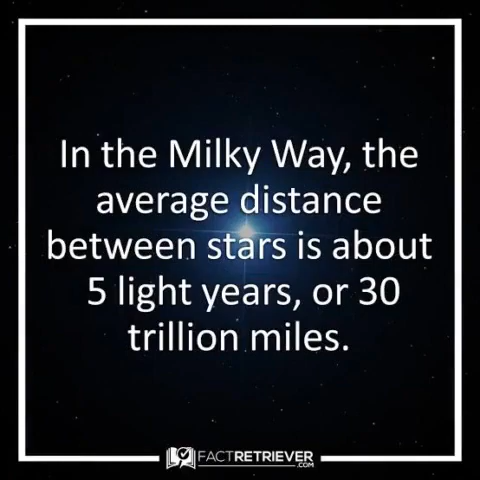 In the Milky Way, the
average distance
between stars is about
5 light years, or 30
trillion miles.
FACTRETRIEVER
.COM